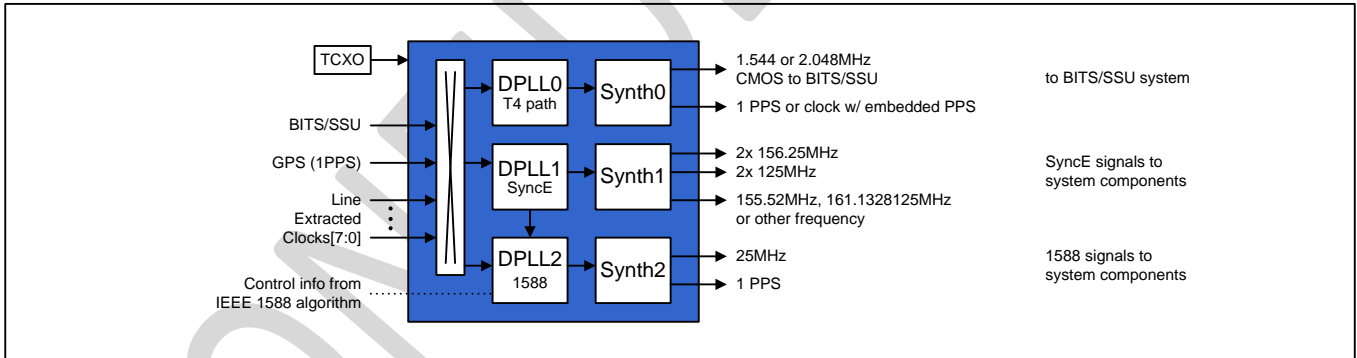 TCXO
BITS/SSU
GPS (1PPS)
Line
Extracted
Clocks[7:0]
Control info from
IEEE 1588 algorithm
DPLL0
T4 path
Synth0
DPLL1
SyncE
Synth1
DPLL2
1588
Synth2
1.544 or 2.048MHz
CMOS to BITS/SSU
1 PPS or clock w/ embedded PPS
to BITS/SSU system
2x 156.25MHz
2x 125MHz
155.52MHz, 161.1328125MHz
or other frequency
SyncE signals to
system components
25MHz
1 PPS
1588 signals to
system components